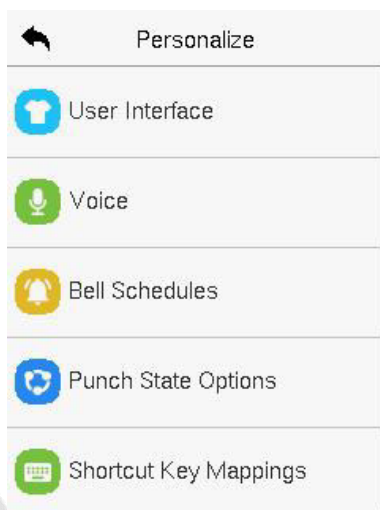 Personalize
User Interface
Voice
Bell Schedules
Punch State Options
Shortcut Key Mappings